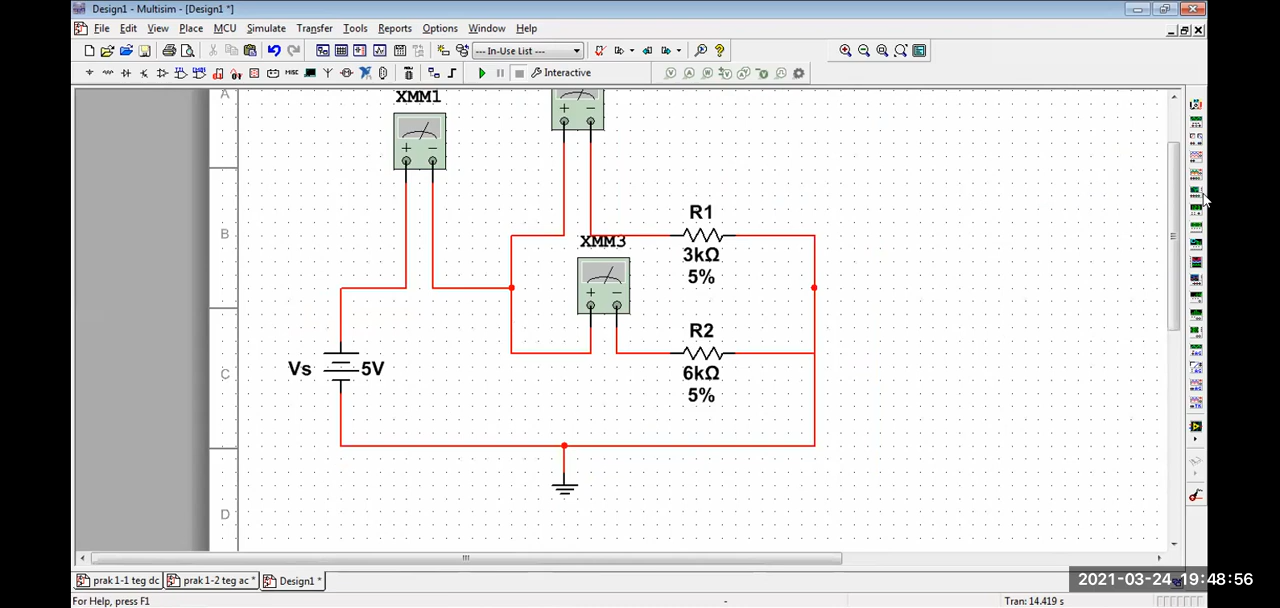 Design1 - Multisim - [Design1 *]
File Edit View Place MCU Simulate Transfer Tools Reports Options Window Help
--- In-Use List ---
Interactive
A
XMM1
B
R1
3kΩ
5%
XMM3
R2
6kΩ
5%
C
Vs
5V
D
prak 1-1 teg dc
prak 1-2 teg ac *
Design1 *
2021-03-24 19:48:56
For Help, press F1
-
Tran: 14.419 s